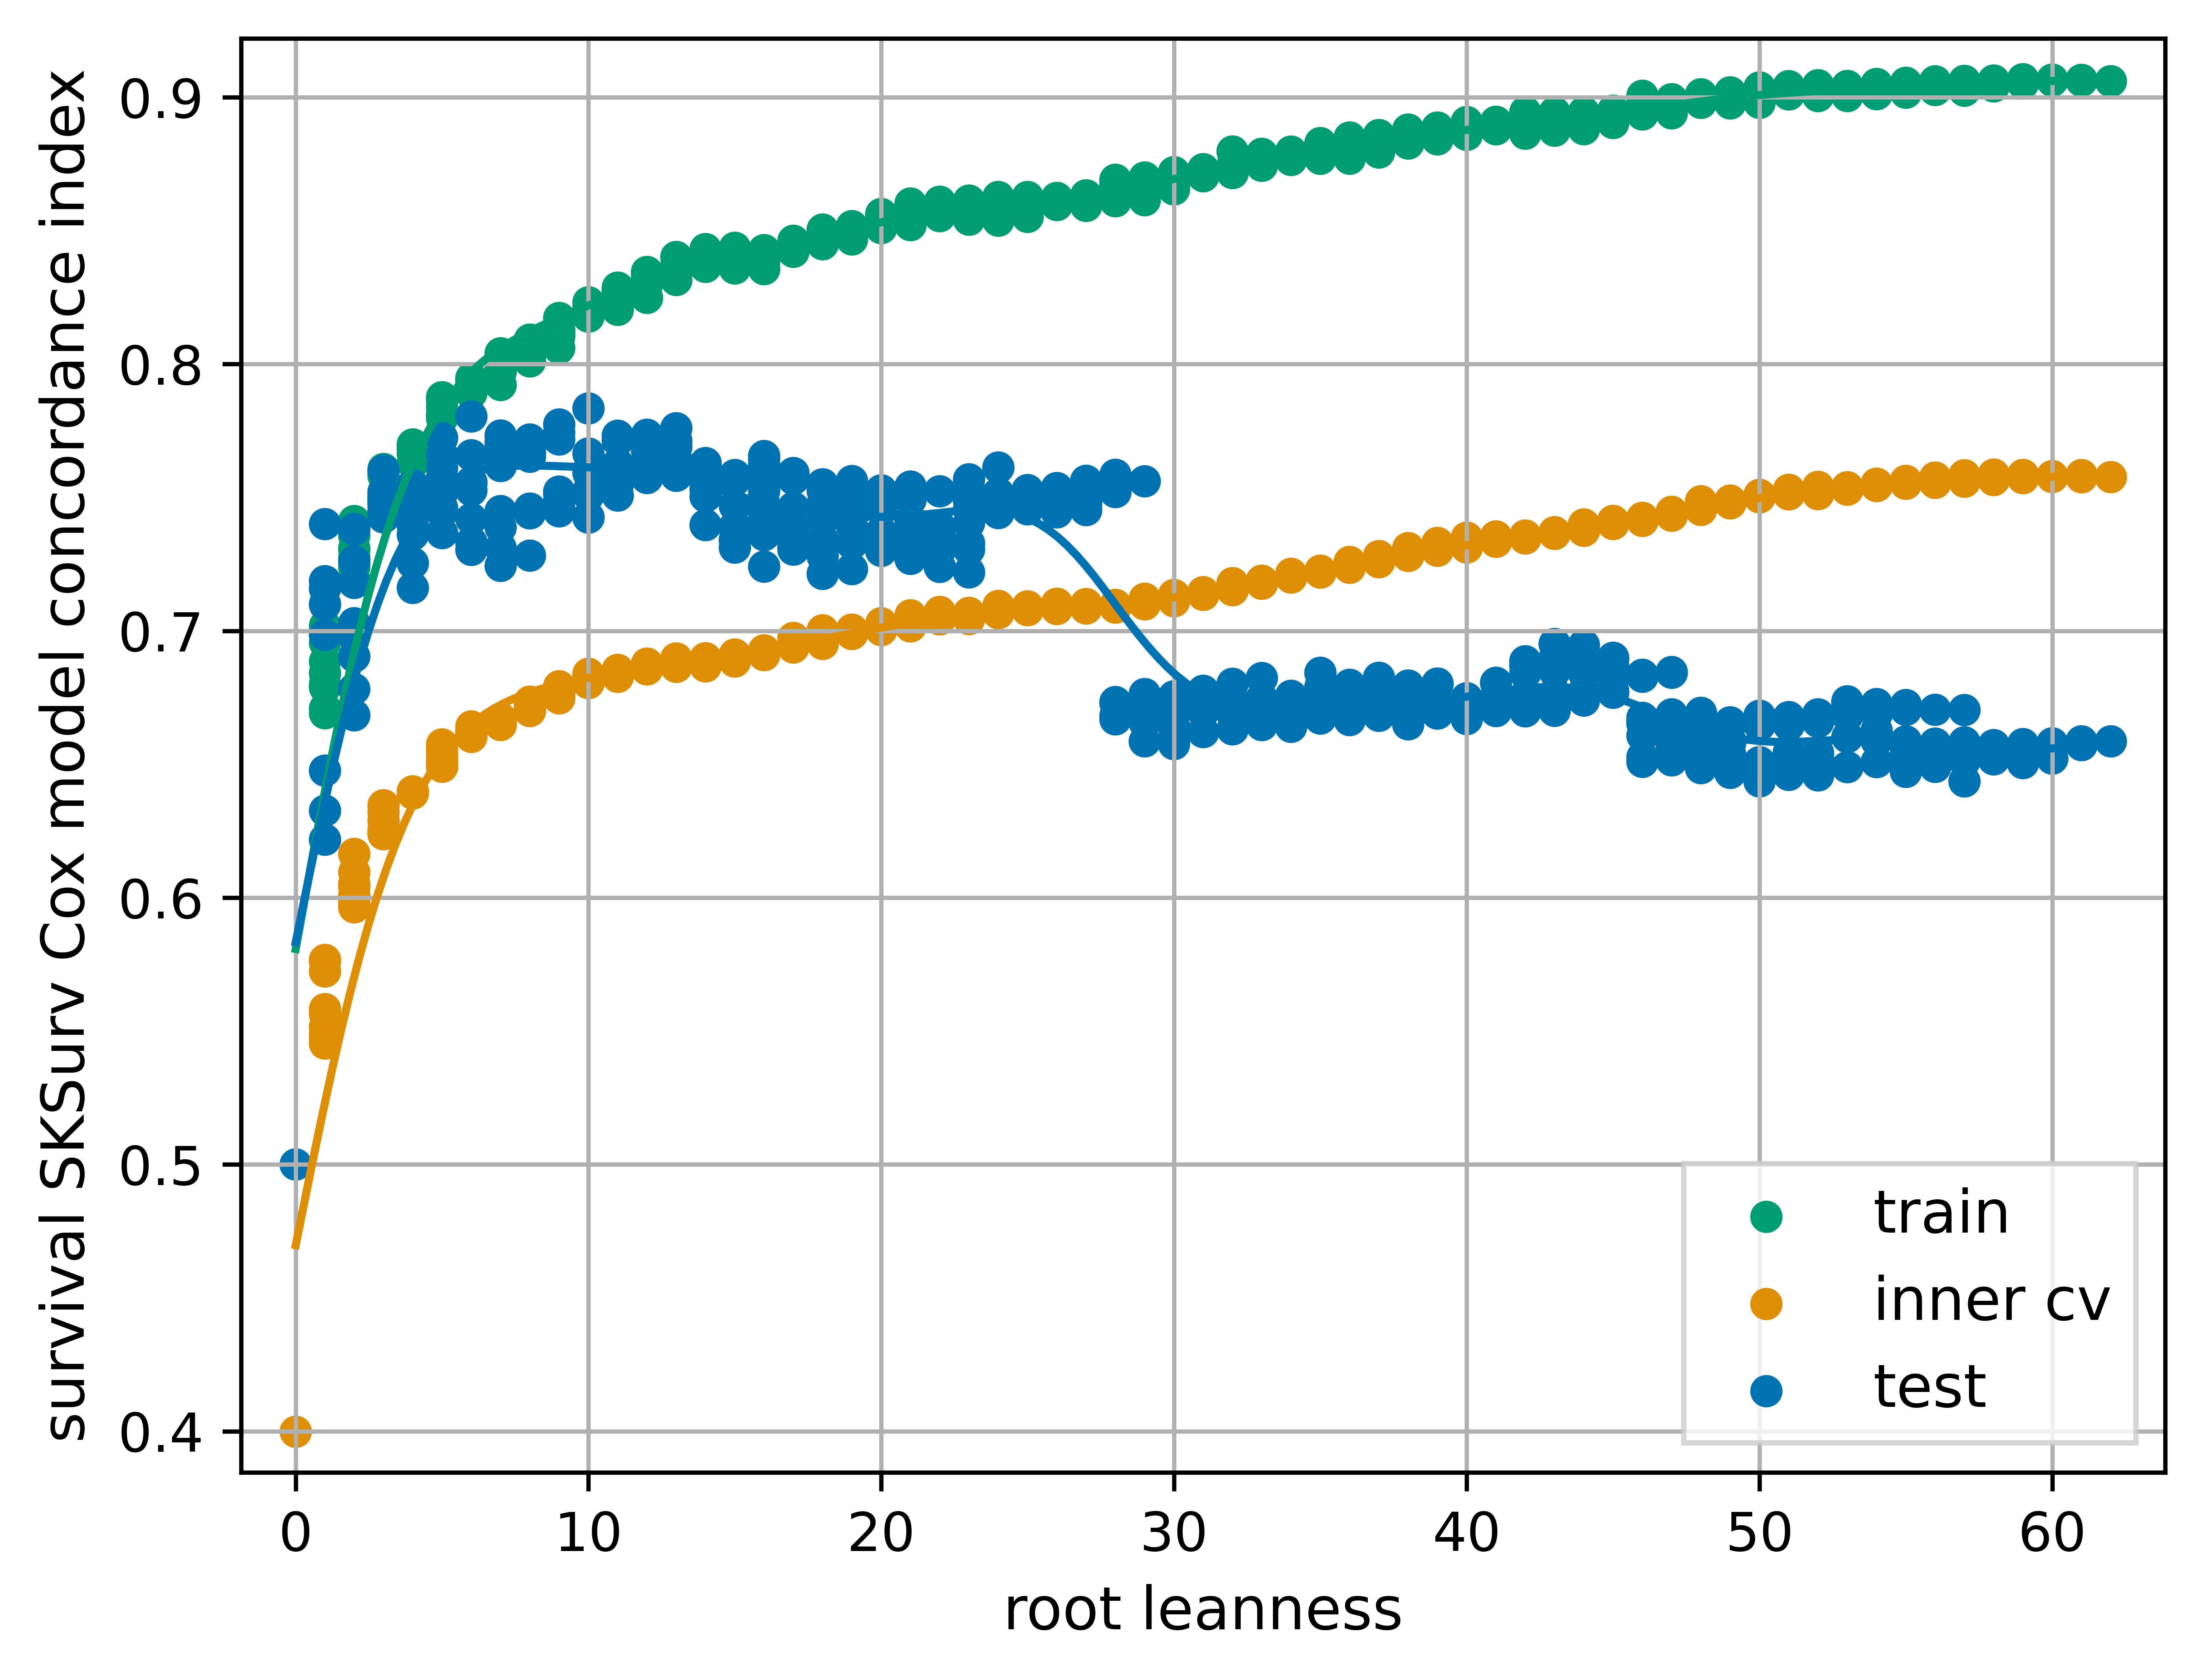 survival SKSurv Cox model concordance index
0.9
0.8
0.7
0.6
0.5
0.4
train
inner cv
test
0 10 20 30 40 50 60
root leanness